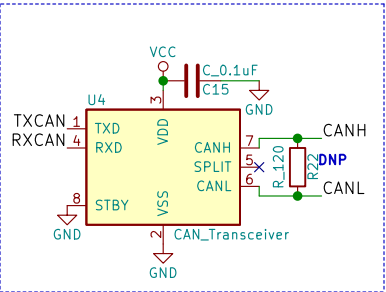 VCC
C_0.1uF
C15
GND
U4
3
TXCAN 1 TXD
RXCAN 4 RXD
VDD
CANH 7 CANH
SPLIT 5
CANL 6 CANL
R_120
R22
DNP
8 STBY
VSS
GND
2
CAN_Transceiver
GND